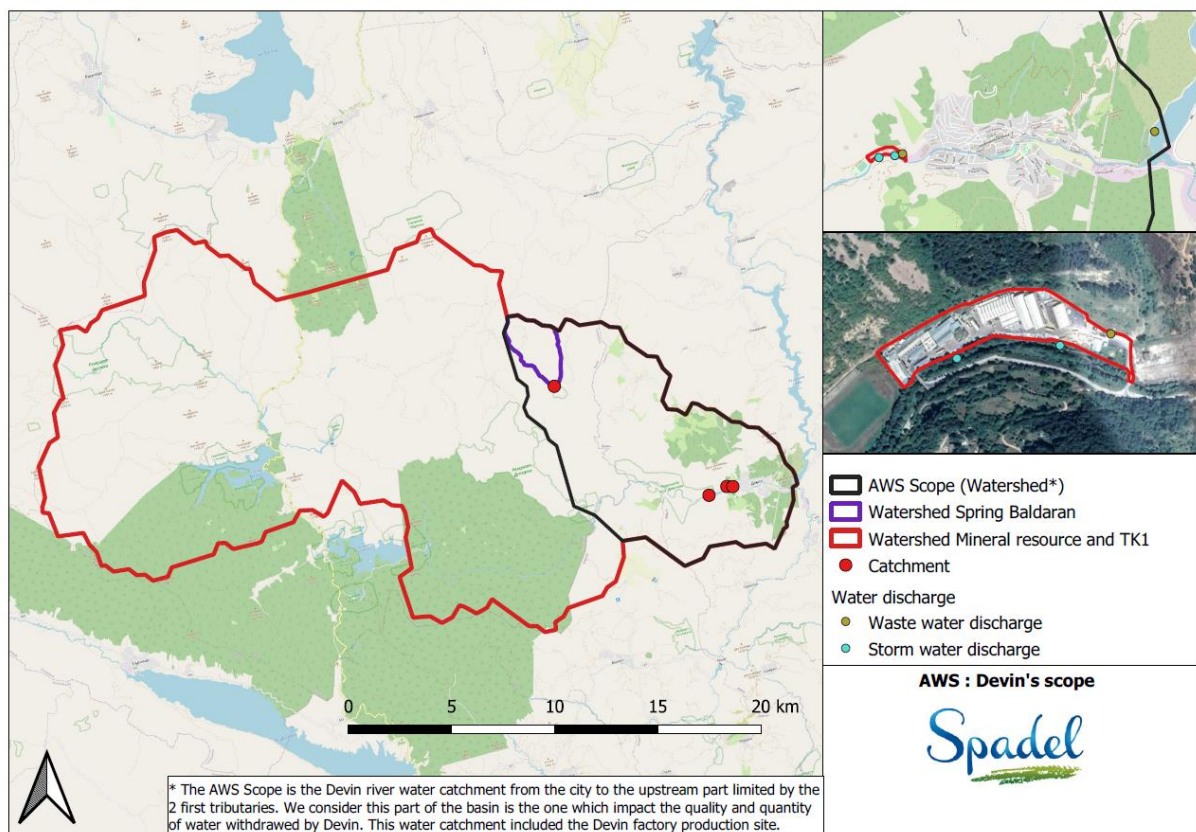 0 5 10 15 20 km
* The AWS Scope is the Devin river water catchment from the city to the upstream part limited by the
2 first tributaries. We consider this part of the basin is the one which impact the quality and quantity
of water withdrawed by Devin. This water catchment included the Devin factory production site.
AWS Scope (Watershed*)
Watershed Spring Baldaran
Watershed Mineral resource and TK1
Catchment
Water discharge
Waste water discharge
Storm water discharge
AWS : Devin's scope
Spadel